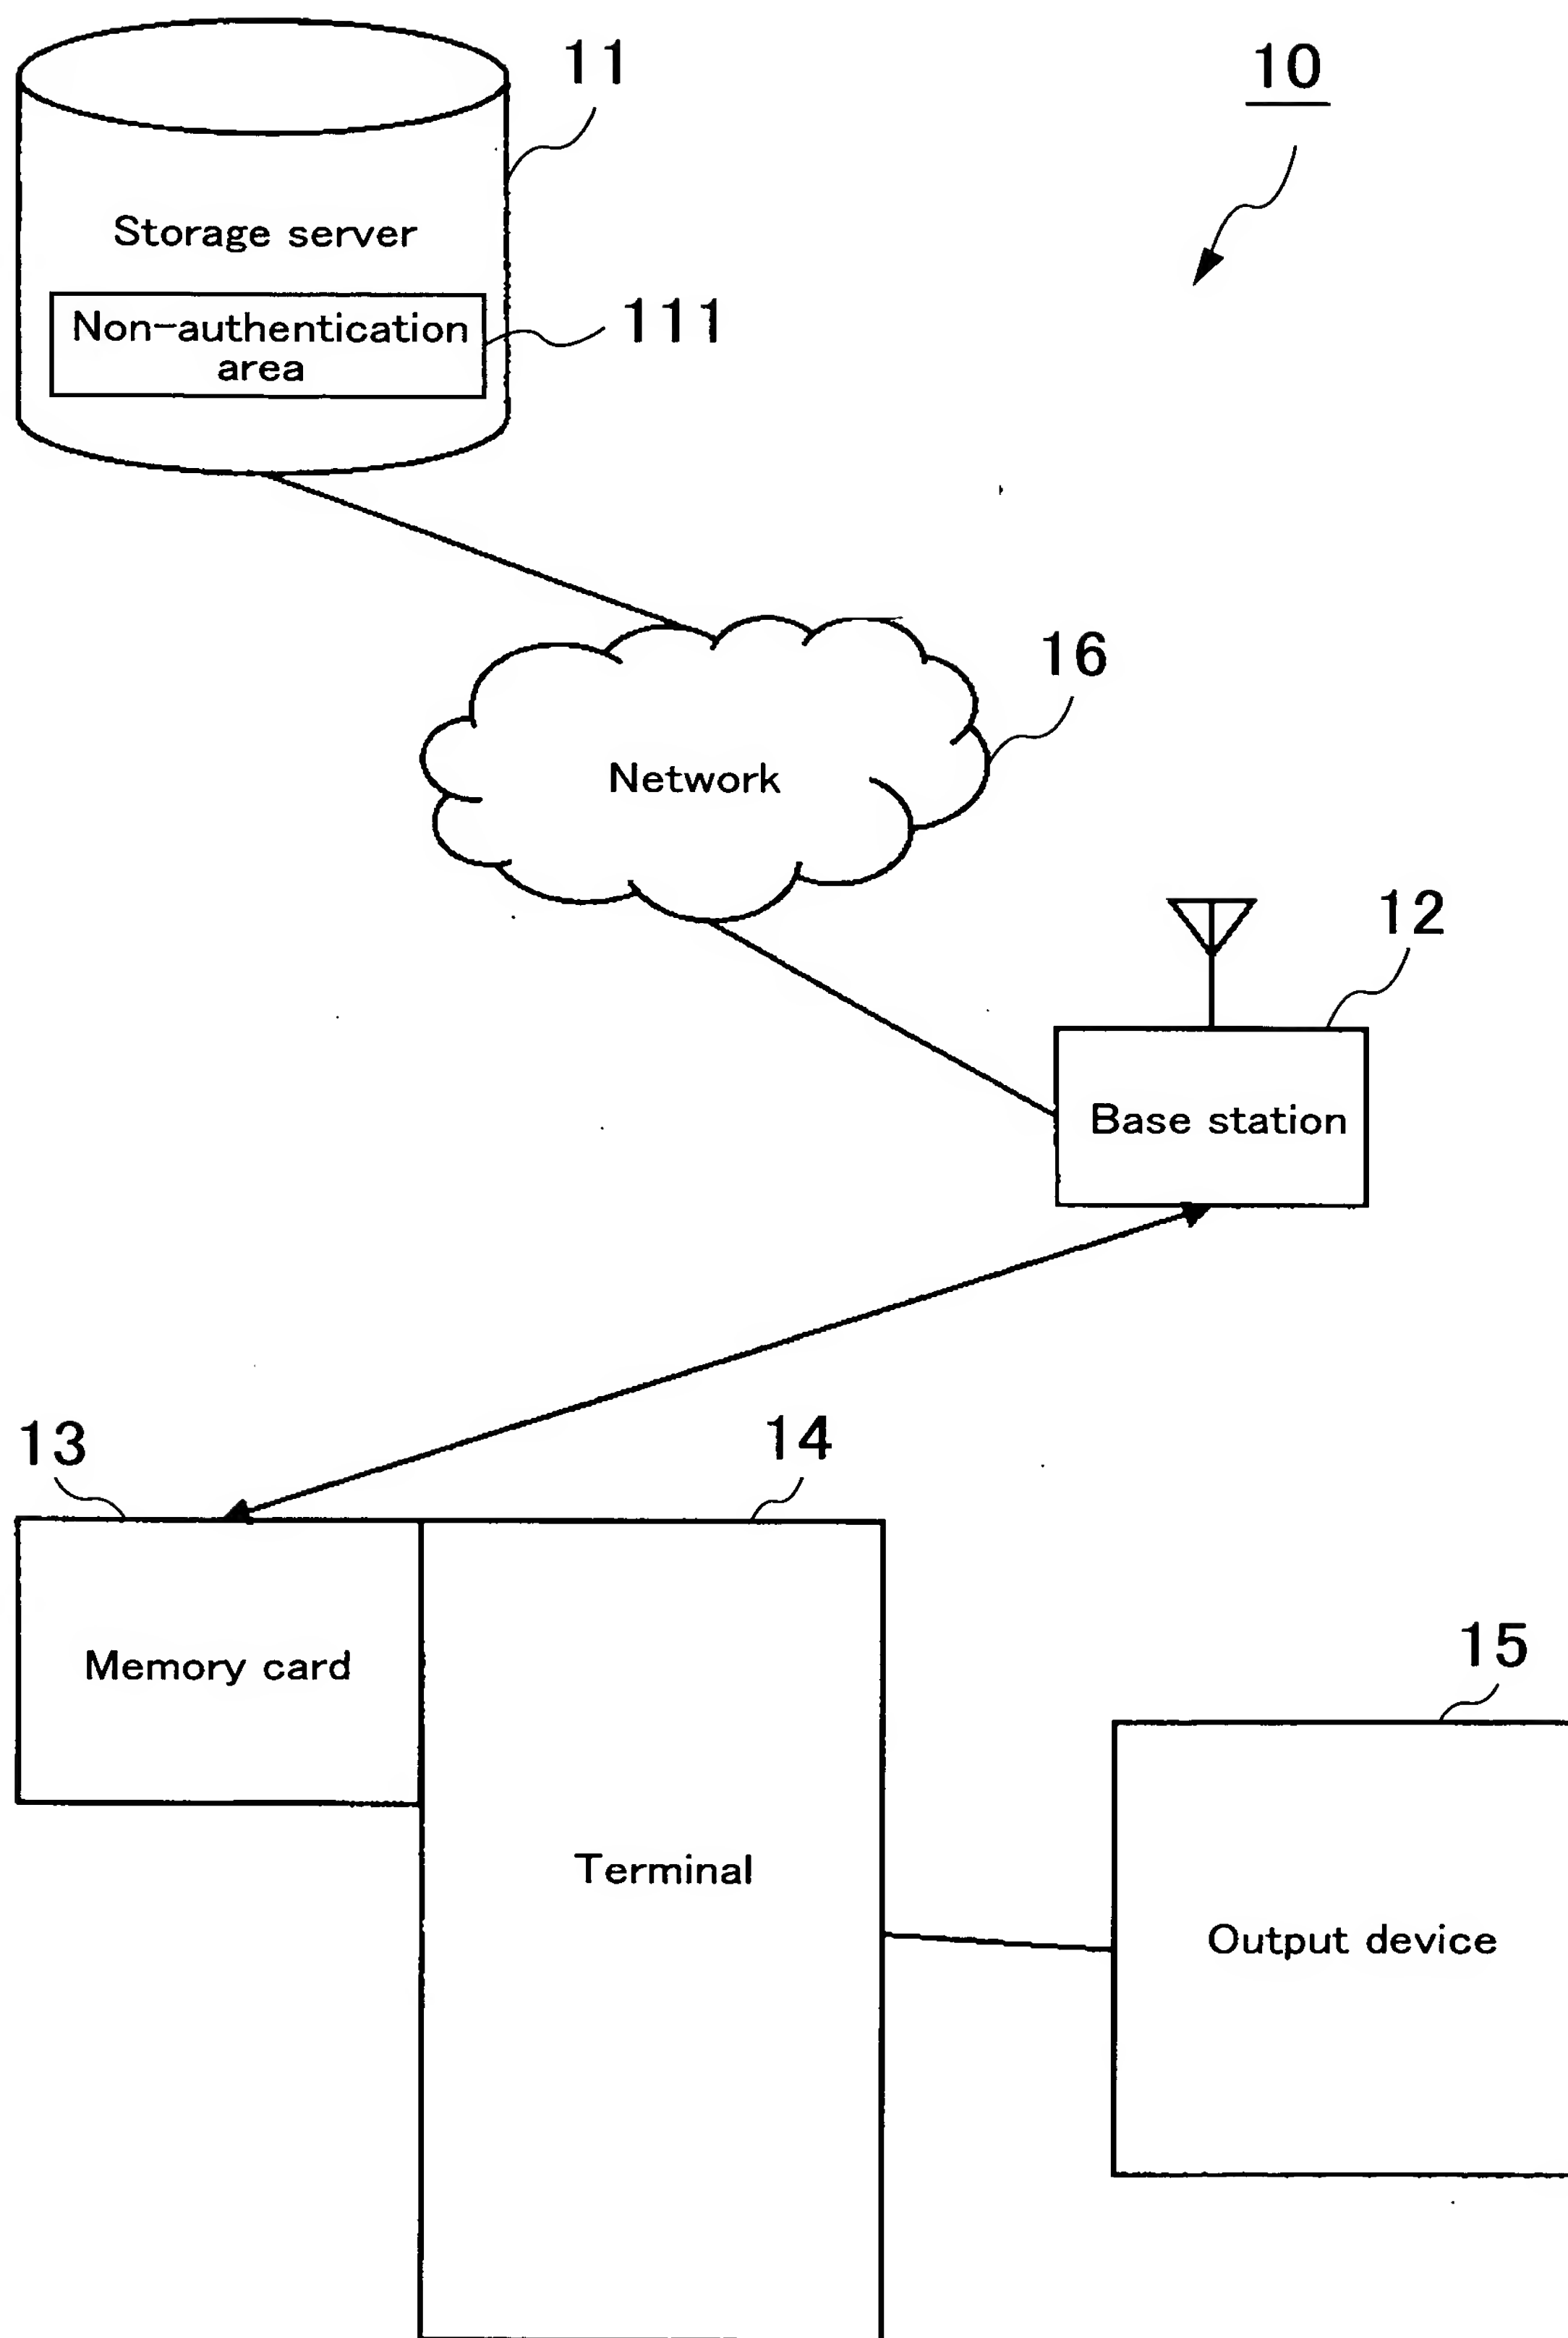 11
10
Storage server
Non-authentication
area
111
16
Network
12
Base station
13
14
Memory card
15
Terminal
Output device